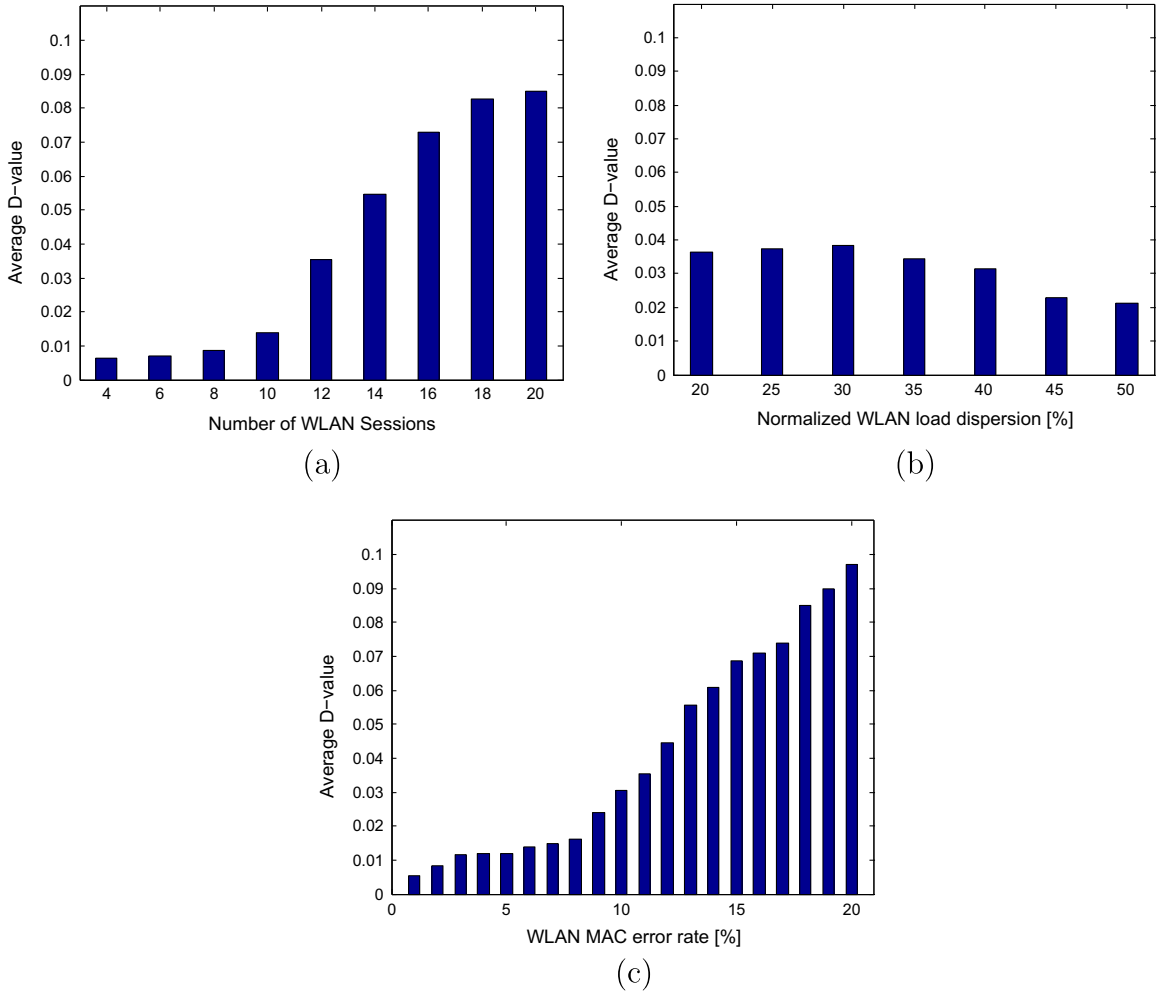 0.1
0.09
0.08
0.07
0.06
0.05
0.04
0.03
0.02
0.01
0
Average D−value
4 6 8 10 12 14 16 18 20
Number of WLAN Sessions
(a)
0.1
0.09
0.08
0.07
0.06
0.05
0.04
0.03
0.02
0.01
0
Average D−value
20 25 30 35 40 45 50
Normalized WLAN load dispersion [%]
(b)
0.1
0.09
0.08
0.07
0.06
0.05
0.04
0.03
0.02
0.01
0
Average D−value
0 5 10 15 20
WLAN MAC error rate [%]
(c)